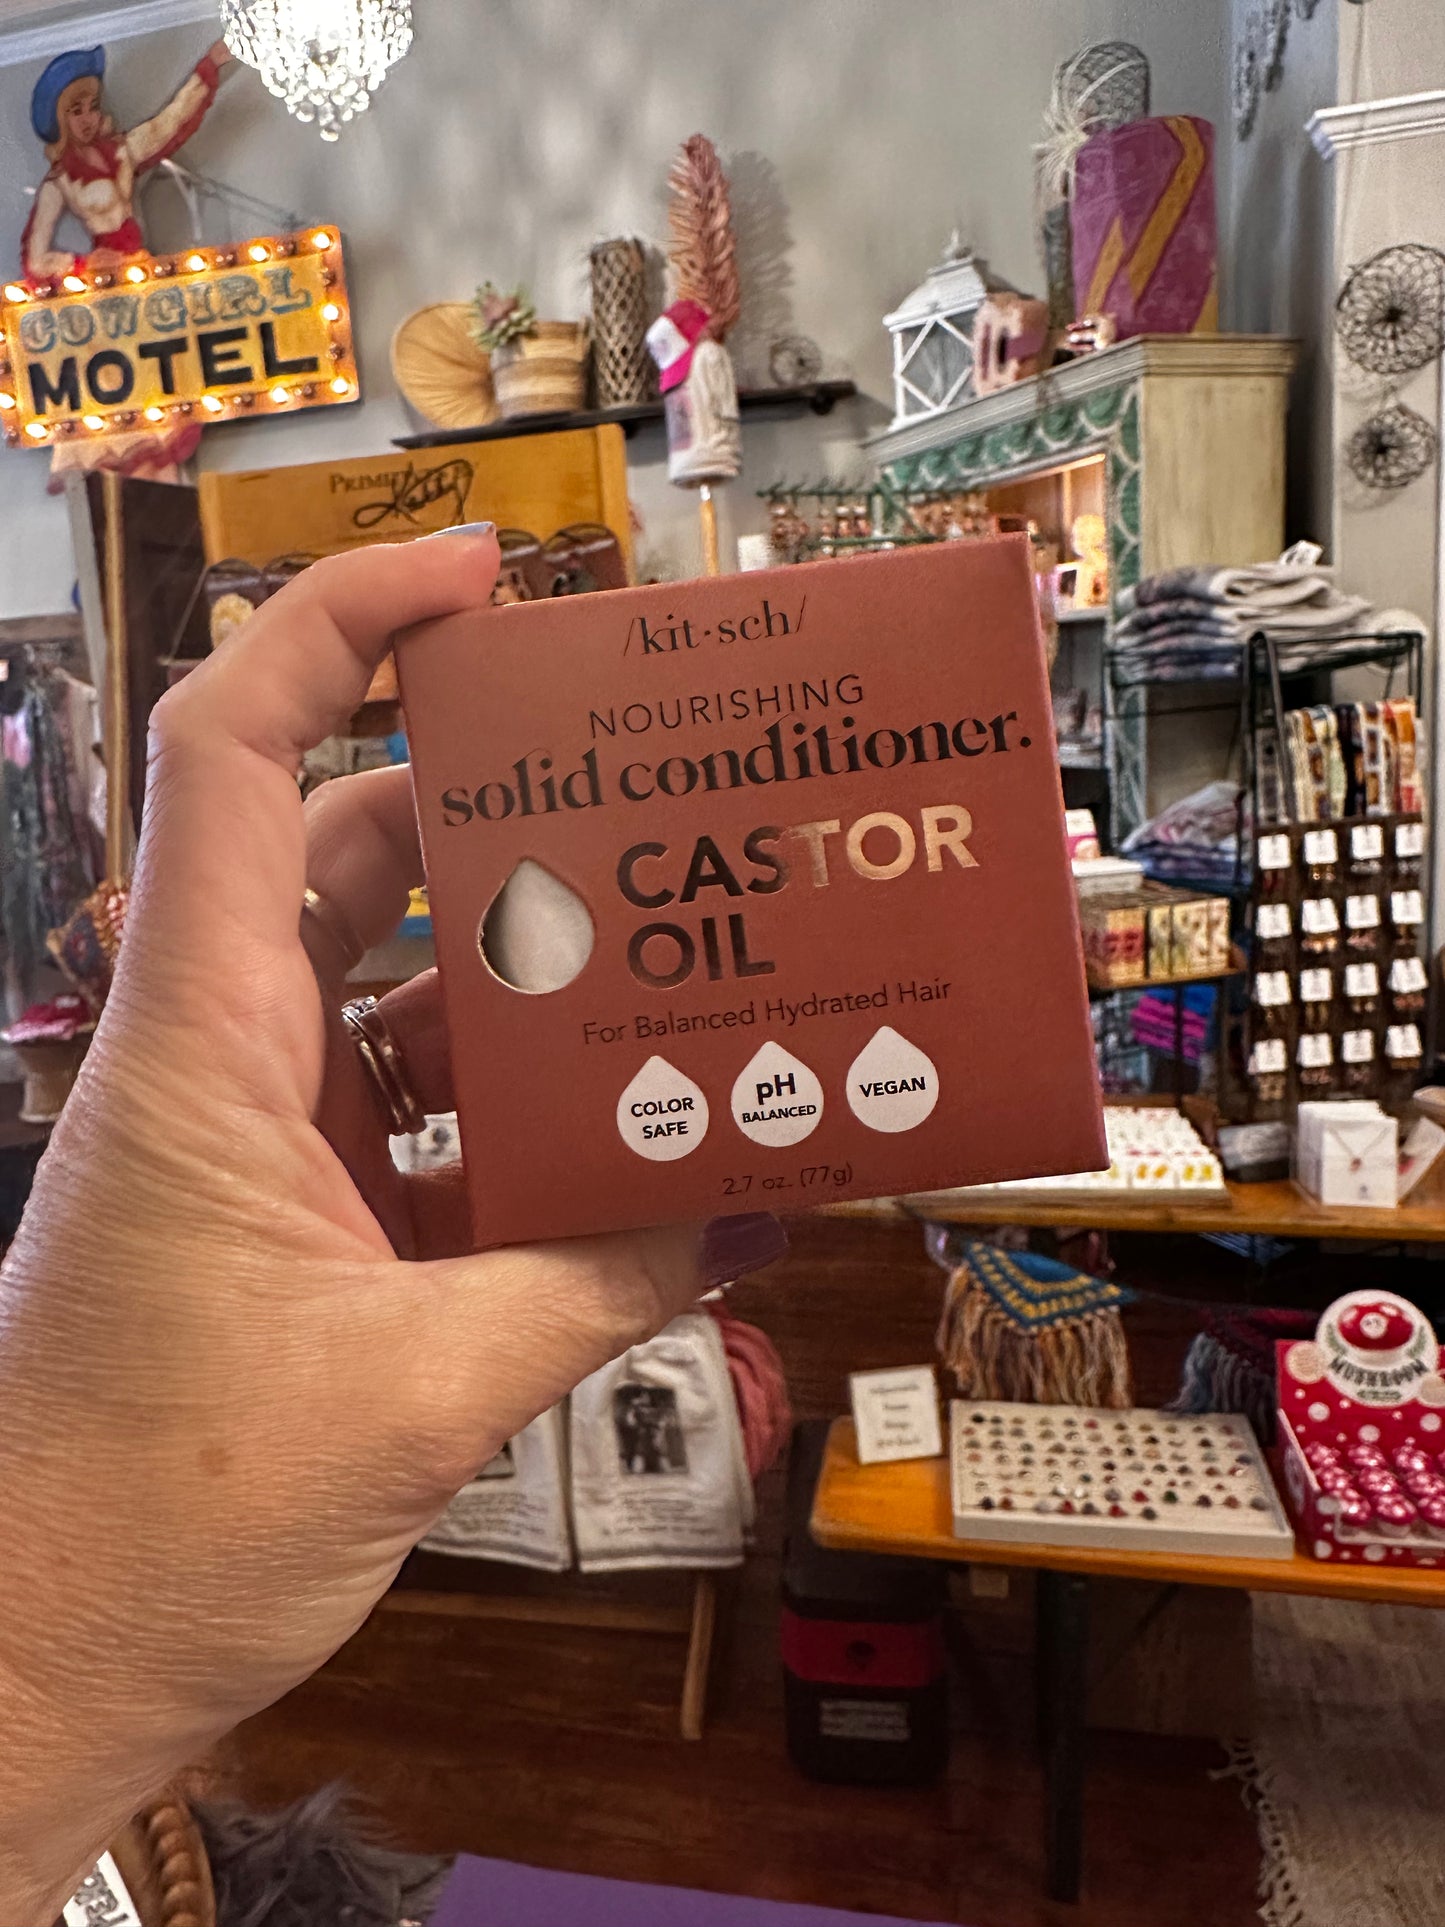 COWGIRL
MOTEL
Kathy
/kit·sch/
NOURISHING
solid conditioner.
CASTOR
OIL
For Balanced Hydrated Hair
COLOR
SAFE
pH
BALANCED
VEGAN
2.7 oz. (77g)
MUSHROOM